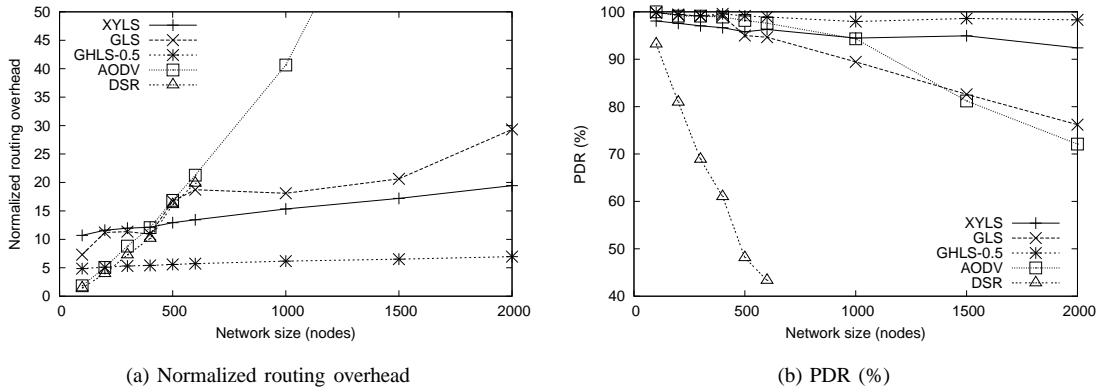 Normalized routing overhead
50
45
40
35
30
25
20
15
10
5
0
0
500
1000
1500
2000
Network size (nodes)
XYLS
GLS
GHLS-0.5
AODV
DSR
(a) Normalized routing overhead
PDR (%)
100
90
80
70
60
50
40
0
500
1000
1500
2000
Network size (nodes)
XYLS
GLS
GHLS-0.5
AODV
DSR
(b) PDR (%)